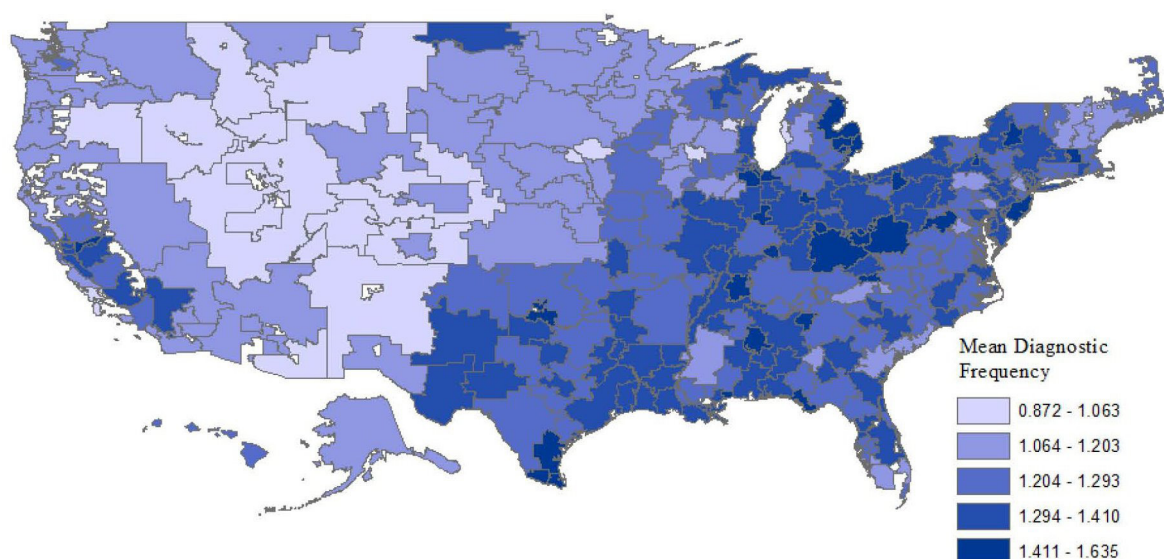 Mean Diagnostic
Frequency
0.872 - 1.063
1.064 - 1.203
1.204 - 1.293
1.294 - 1.410
1.411 - 1.635